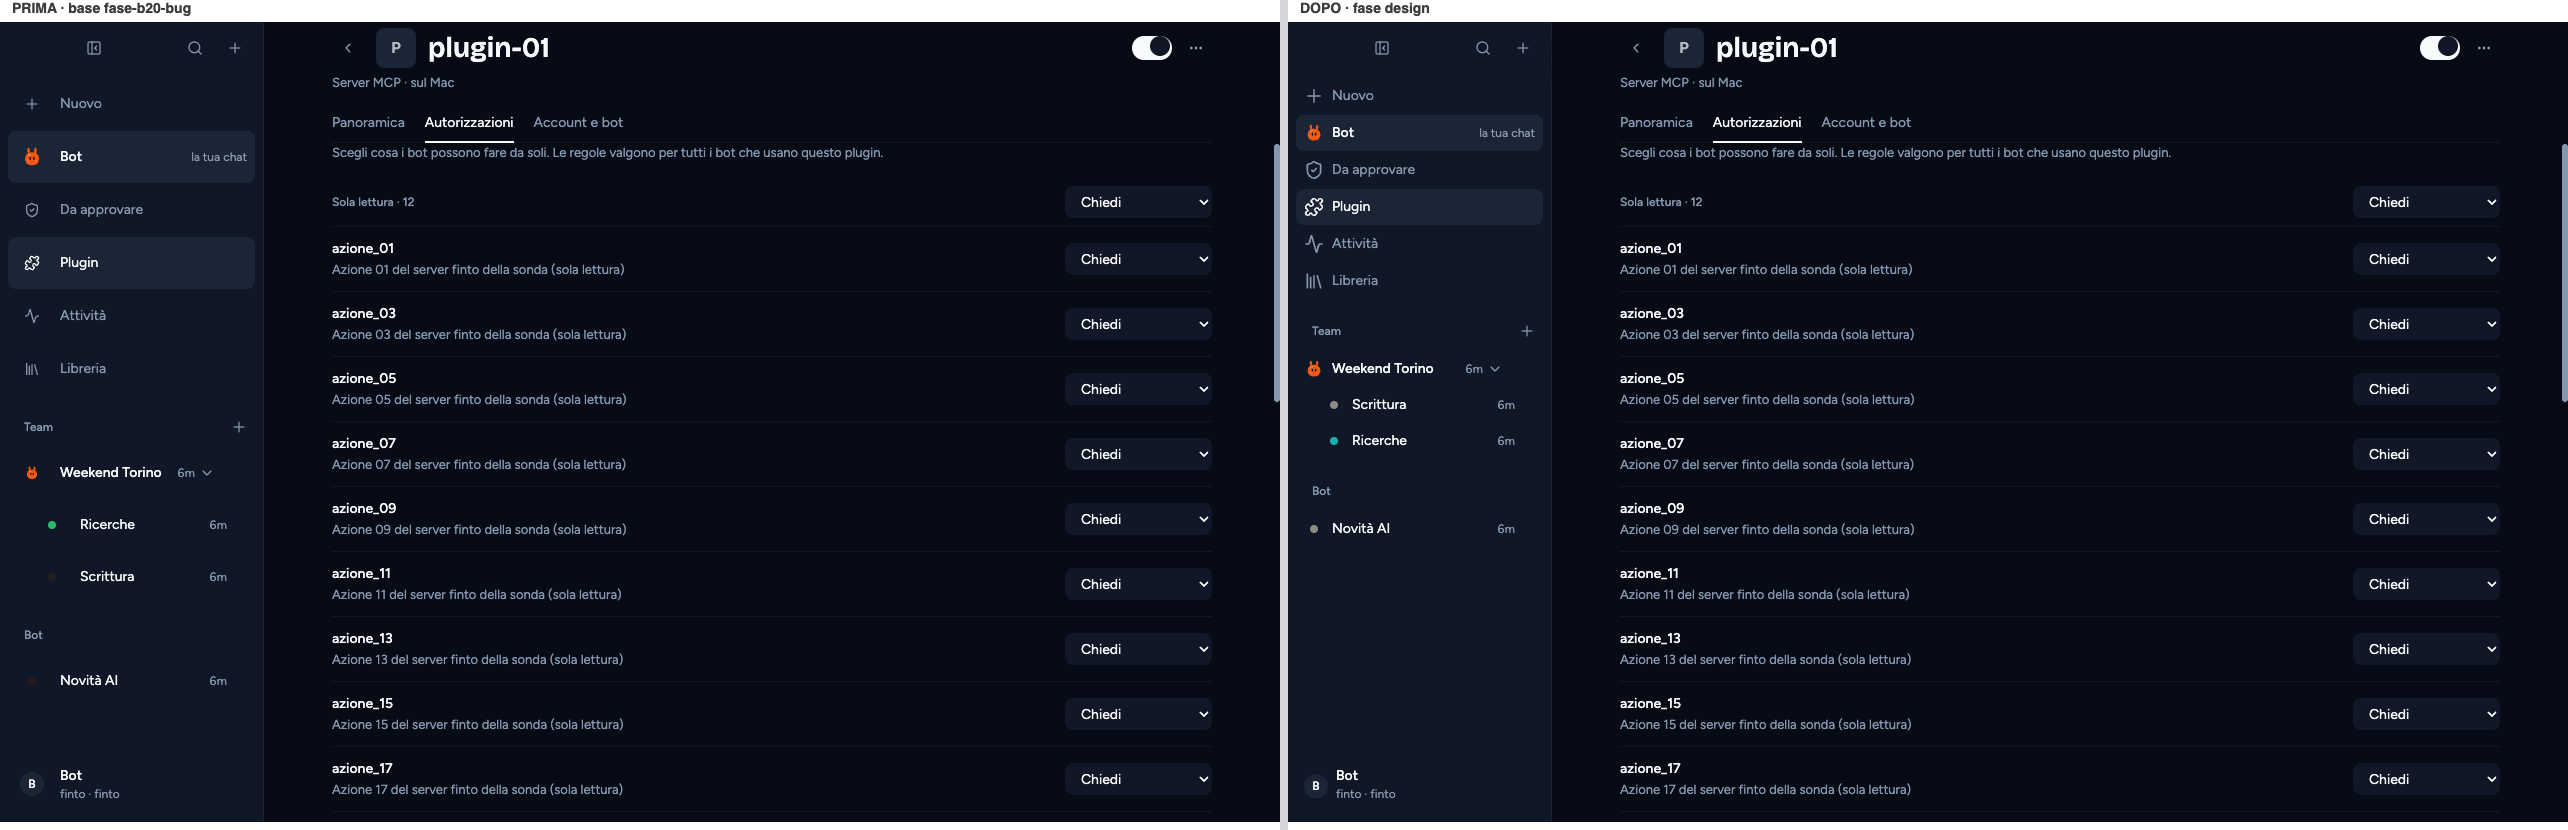 PRIMA · base fase-b20-bug
P plugin-01
Server MCP · sul Mac
Nuovo
Bot la tua chat
Da approvare
Plugin
Attività
Libreria
Team
Weekend Torino 6m
Ricerche 6m
Scrittura 6m
Bot
Novità AI 6m
B Bot
finto · finto
Panoramica Autorizzazioni Account e bot
Scegli cosa i bot possono fare da soli. Le regole valgono per tutti i bot che usano questo plugin.
Sola lettura · 12 Chiedi
azione_01
Azione 01 del server finto della sonda (sola lettura) Chiedi
azione_03
Azione 03 del server finto della sonda (sola lettura) Chiedi
azione_05
Azione 05 del server finto della sonda (sola lettura) Chiedi
azione_07
Azione 07 del server finto della sonda (sola lettura) Chiedi
azione_09
Azione 09 del server finto della sonda (sola lettura) Chiedi
azione_11
Azione 11 del server finto della sonda (sola lettura) Chiedi
azione_13
Azione 13 del server finto della sonda (sola lettura) Chiedi
azione_15
Azione 15 del server finto della sonda (sola lettura) Chiedi
azione_17
Azione 17 del server finto della sonda (sola lettura) Chiedi
DOPO · fase design
P plugin-01
Server MCP · sul Mac
Nuovo
Bot la tua chat
Da approvare
Plugin
Attività
Libreria
Team
Weekend Torino 6m
Scrittura 6m
Ricerche 6m
Bot
Novità AI 6m
B Bot
finto · finto
Panoramica Autorizzazioni Account e bot
Scegli cosa i bot possono fare da soli. Le regole valgono per tutti i bot che usano questo plugin.
Sola lettura · 12 Chiedi
azione_01
Azione 01 del server finto della sonda (sola lettura) Chiedi
azione_03
Azione 03 del server finto della sonda (sola lettura) Chiedi
azione_05
Azione 05 del server finto della sonda (sola lettura) Chiedi
azione_07
Azione 07 del server finto della sonda (sola lettura) Chiedi
azione_09
Azione 09 del server finto della sonda (sola lettura) Chiedi
azione_11
Azione 11 del server finto della sonda (sola lettura) Chiedi
azione_13
Azione 13 del server finto della sonda (sola lettura) Chiedi
azione_15
Azione 15 del server finto della sonda (sola lettura) Chiedi
azione_17
Azione 17 del server finto della sonda (sola lettura) Chiedi